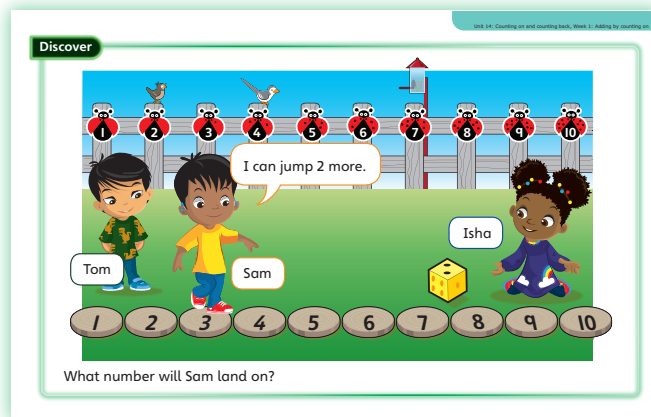 Unit 14: Counting on and counting back, Week 1: Adding by counting on
Discover
1 2 3 4 5 6 7 8 9 10
I can jump 2 more.
Isha
Tom
Sam
1 2 3 4 5 6 7 8 9 10
What number will Sam land on?